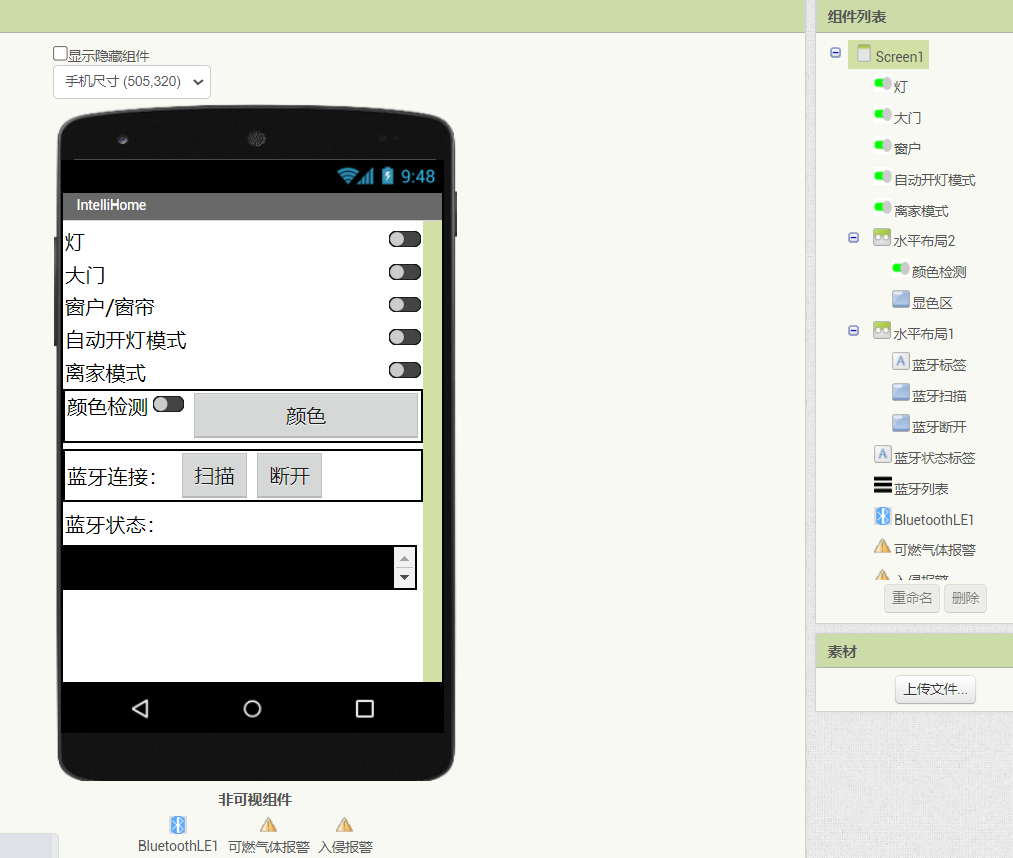 组件列表
显示隐藏组件
手机尺寸 (505,320)
Screen1
灯
大门
窗户
自动开灯模式
离家模式
水平布局2
颜色检测
显色区
水平布局1
蓝牙标签
蓝牙扫描
蓝牙断开
蓝牙状态标签
蓝牙列表
BluetoothLE1
可燃气体报警
入侵报警
重命名 删除
素材
上传文件...
9:48
IntelliHome
灯
大门
窗户/窗帘
自动开灯模式
离家模式
颜色检测 颜色
蓝牙连接： 扫描 断开
蓝牙状态：
非可视组件
BluetoothLE1 可燃气体报警 入侵报警